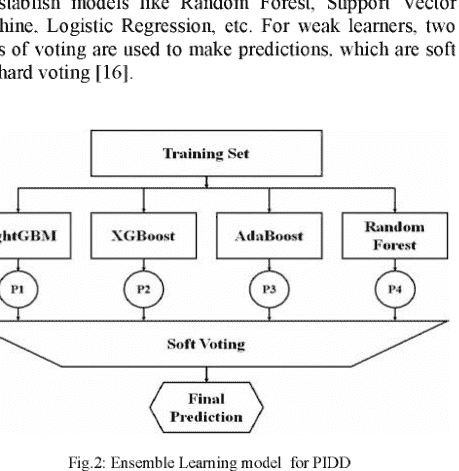 stablish models like Random Forest, Support Vector
hine, Logistic Regression, etc. For weak learners, two
s of voting are used to make predictions, which are soft
hard voting [16].
Training Set
ghtGBM
XGBoost
AdaBoost
Random
Forest
P1
P2
P3
P4
Soft Voting
Final
Prediction
Fig.2: Ensemble Learning model for PIDD